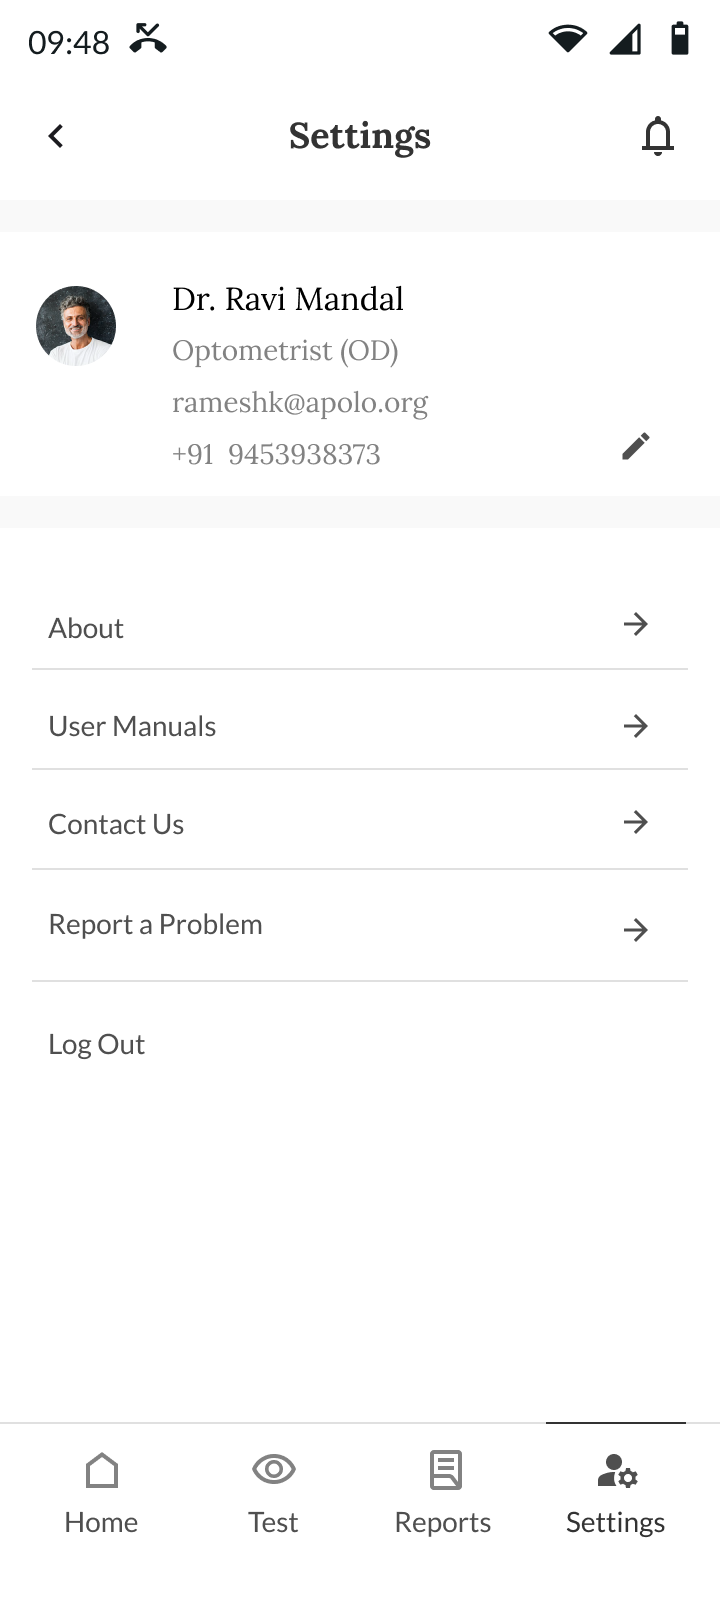 09:48
Settings
Dr. Ravi Mandal
Optometrist (OD)
rameshk@apolo.org
+91 9453938373
About
User Manuals
Contact Us
Report a Problem
Log Out
Home
Test
Reports
Settings